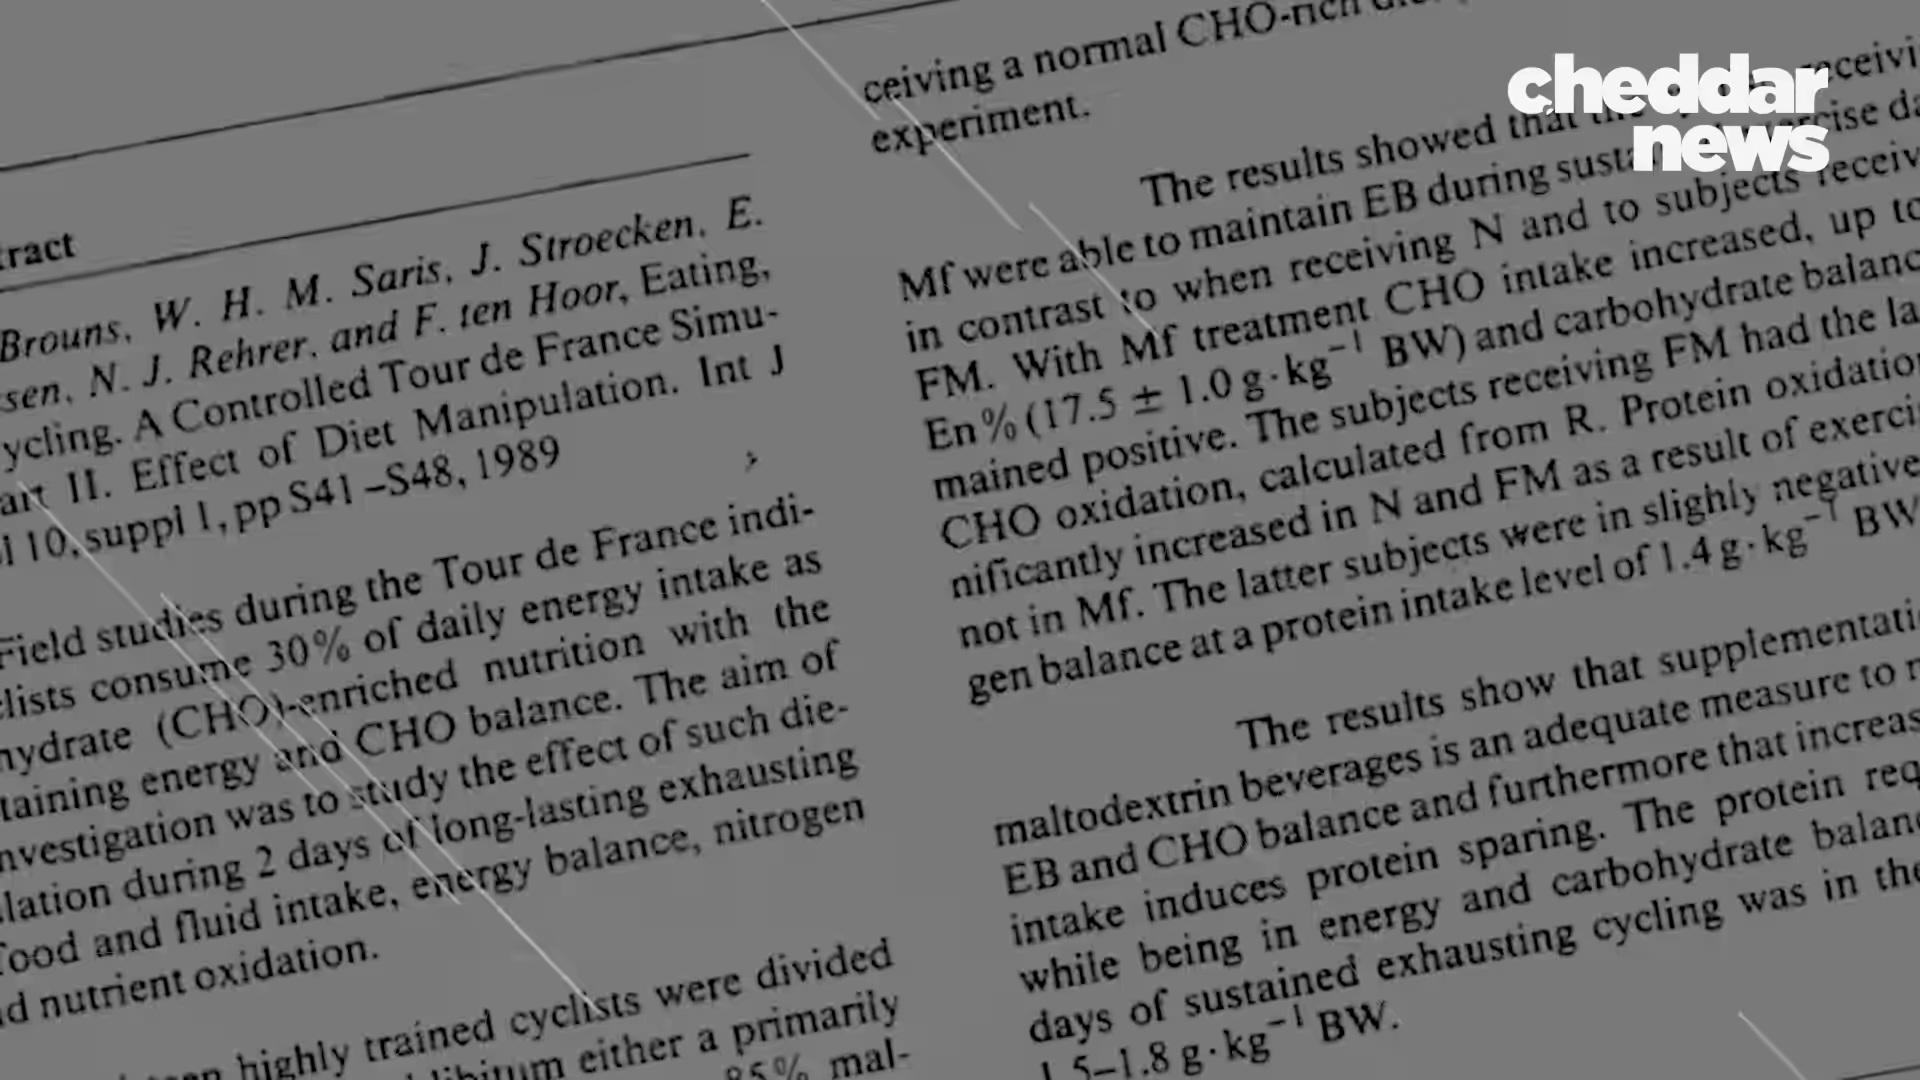 tract
Brouns, W. H. M. Saris, J. Stroecken, E.
ssen, N. J. Rehrer, and F. ten Hoor, Eating,
ycling. A Controlled Tour de France Simu-
art II. Effect of Diet Manipulation. Int J
10, suppl 1, pp S41–S48, 1989
Field studies during the Tour de France indi-
clists consume 30% of daily energy intake as
hydrate (CHO)-enriched nutrition with the
taining energy and CHO balance. The aim of
nvestigation was to study the effect of such die-
lation during 2 days of long-lasting exhausting
food and fluid intake, energy balance, nitrogen
nd nutrient oxidation.
highly trained cyclists were divided
libitum either a primarily
85% mal-
ceiving a normal CHO-rich
experiment.
The results showed that receivi
Mf were able to maintain EB during exercise da
in contrast to when receiving N and to subjects receiv
FM. With Mf treatment CHO intake increased, up to
En% (17.5 ± 1.0 g·kg⁻¹ BW) and carbohydrate balanc
mained positive. The subjects receiving FM had the la
CHO oxidation, calculated from R. Protein oxidation
nificantly increased in N and FM as a result of exerci
not in Mf. The latter subjects were in slighly negative
gen balance at a protein intake level of 1.4 g·kg⁻¹ BW
The results show that supplementati
maltodextrin beverages is an adequate measure to
EB and CHO balance and furthermore that increas
intake induces protein sparing. The protein req
while being in energy and carbohydrate balanc
days of sustained exhausting cycling was in the
1.5–1.8 g·kg⁻¹ BW.
cheddar
news